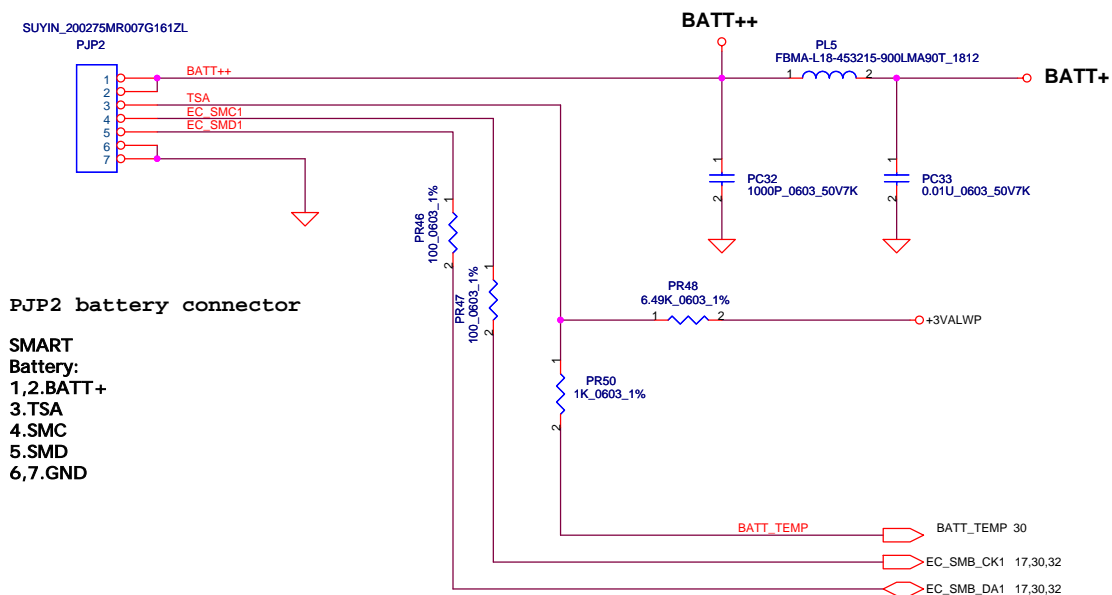 BATT++
SUYIN_200275MR007G161ZL
PJP2
PL5
FBMA-L18-453215-900LMA90T_1812
BATT++
1 2
BATT+
1
2
3
4
5
6
7
TSA
EC_SMC1
EC_SMD1
1
2
PC32
1000P_0603_50V7K
1
2
PC33
0.01U_0603_50V7K
1
2
PR46
100_0603_1%
1
2
PR47
100_0603_1%
PR48
6.49K_0603_1%
1 2
+3VALWP
PJP2 battery connector
SMART
Battery:
1,2.BATT+
3.TSA
4.SMC
5.SMD
6,7.GND
1
2
PR50
1K_0603_1%
BATT_TEMP
BATT_TEMP 30
EC_SMB_CK1 17,30,32
EC_SMB_DA1 17,30,32